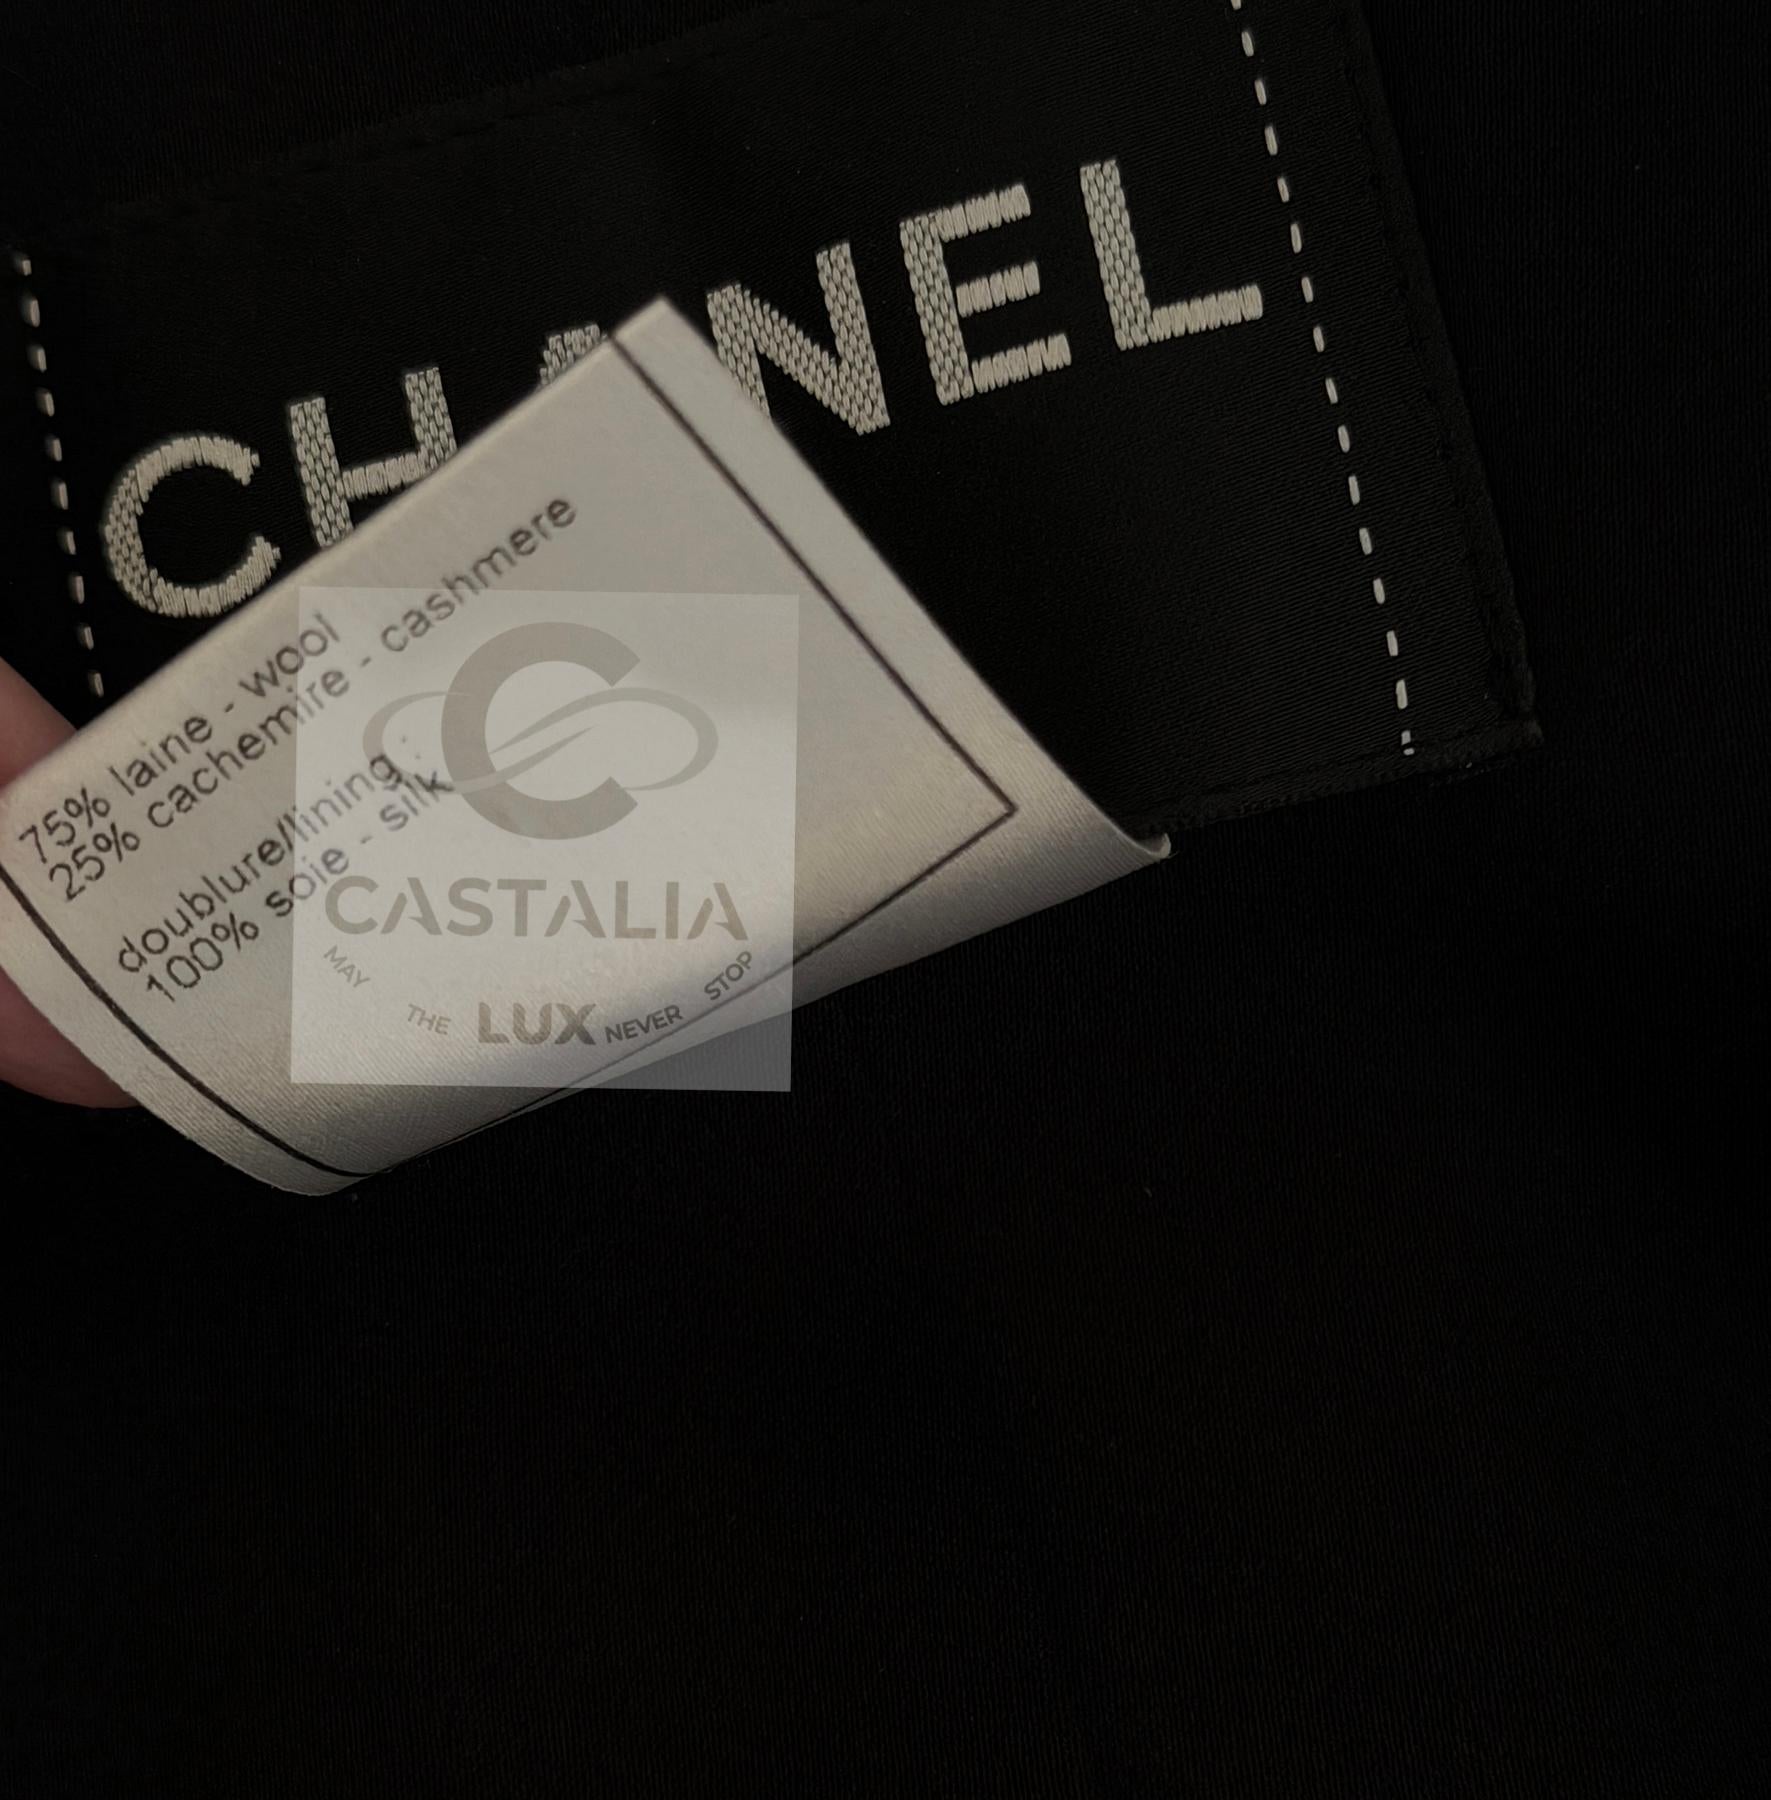 CHANEL
75% laine - wool
25% cachemire - cashmere
doublure/lining :
100% soie - silk
C
CASTALIA
MAY THE LUX NEVER STOP